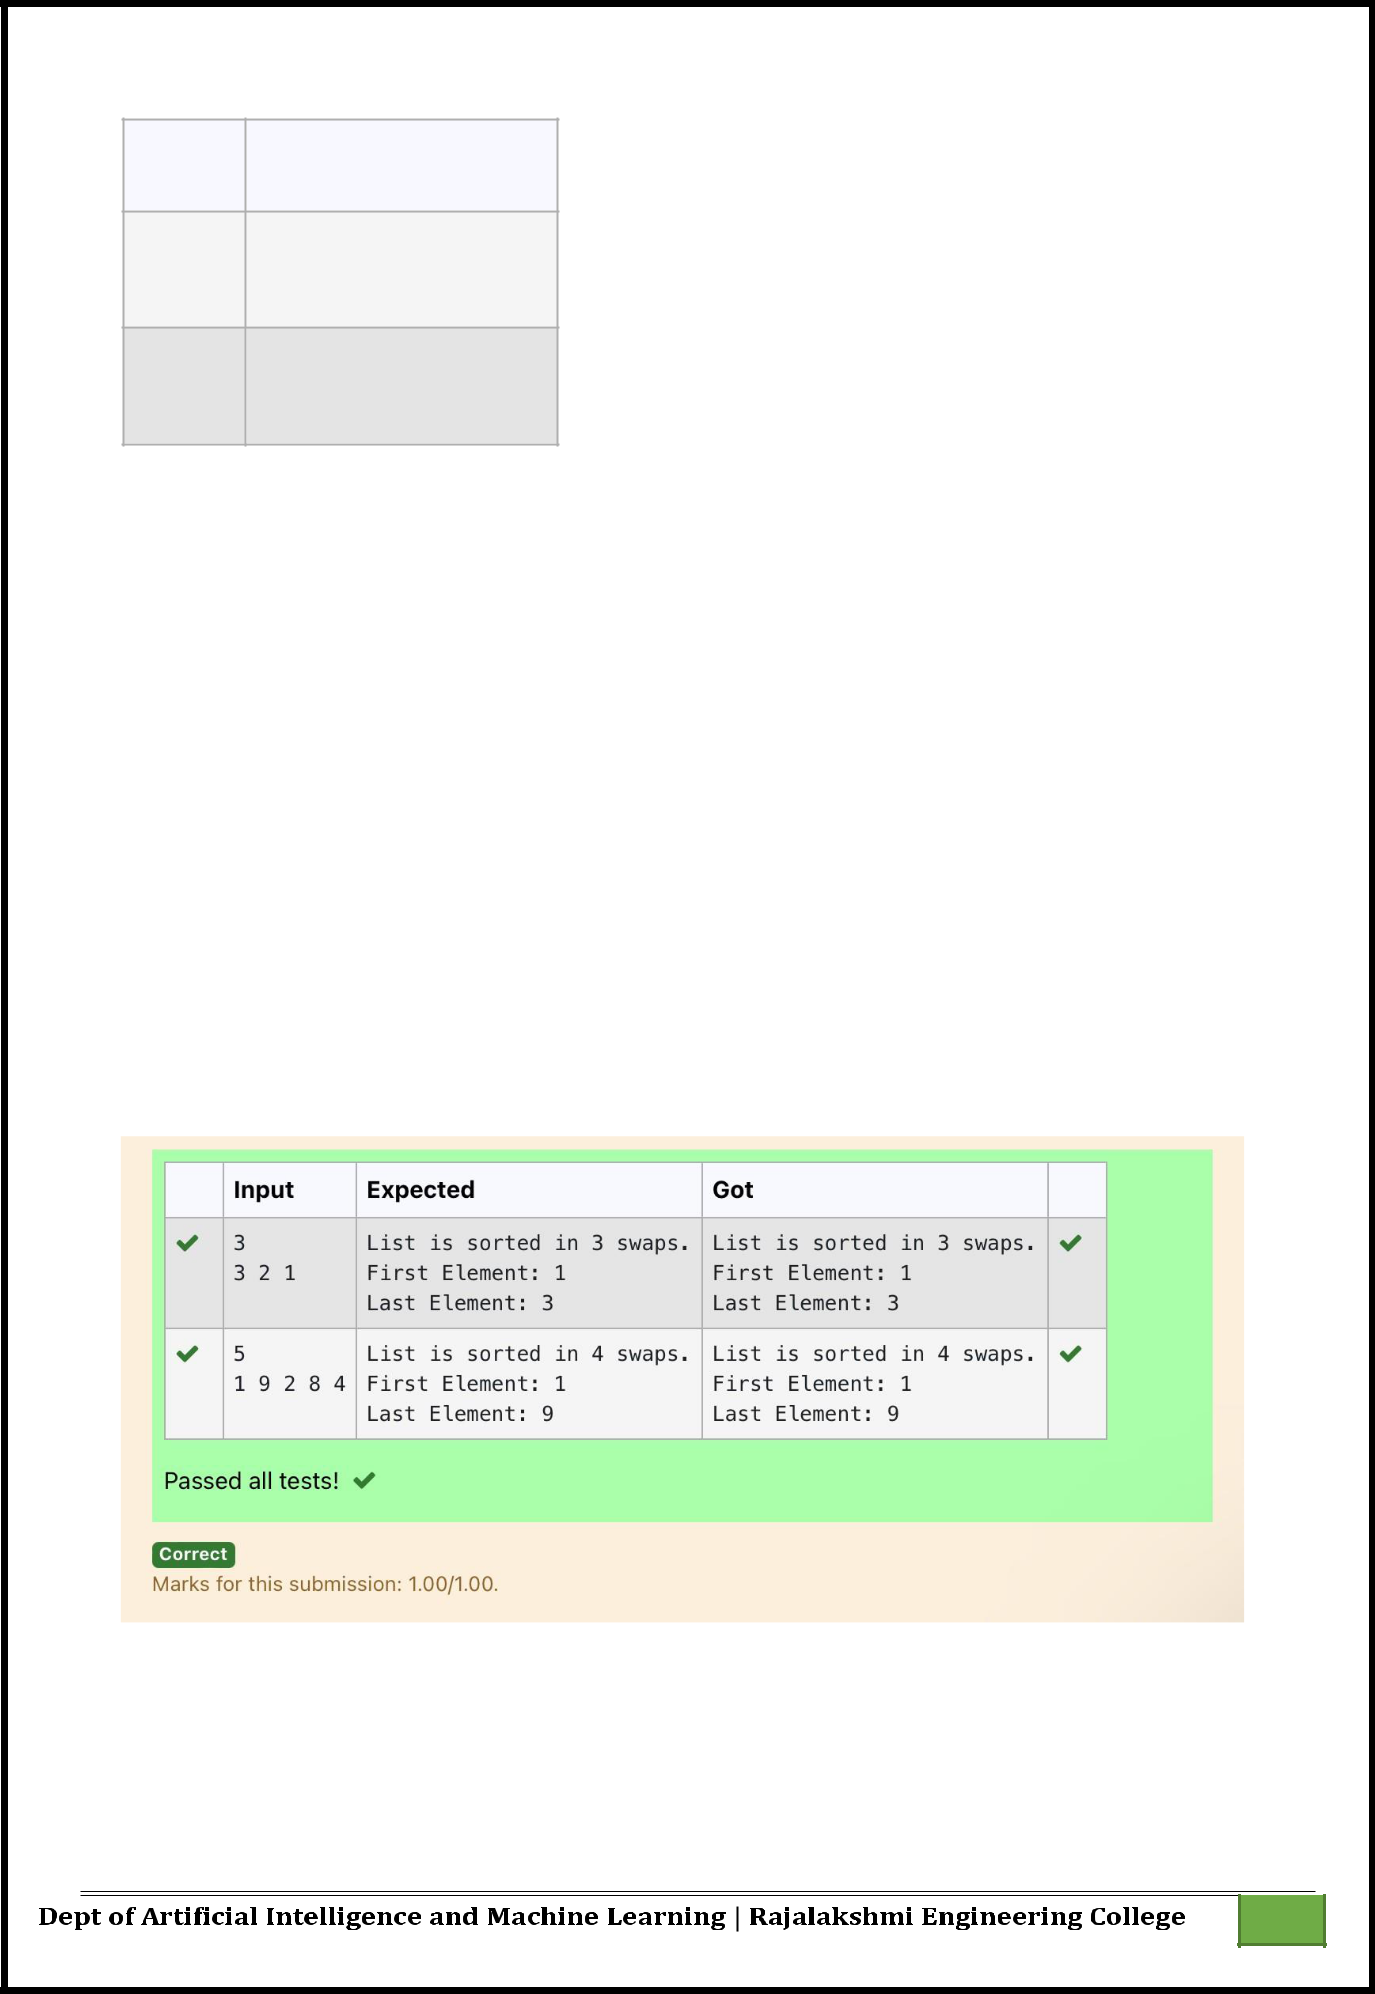 Input Expected Got
3 List is sorted in 3 swaps. List is sorted in 3 swaps.
3 2 1 First Element: 1 First Element: 1
Last Element: 3 Last Element: 3
5 List is sorted in 4 swaps. List is sorted in 4 swaps.
1 9 2 8 4 First Element: 1 First Element: 1
Last Element: 9 Last Element: 9
Passed all tests!
Correct
Marks for this submission: 1.00/1.00.
Dept of Artificial Intelligence and Machine Learning | Rajalakshmi Engineering College